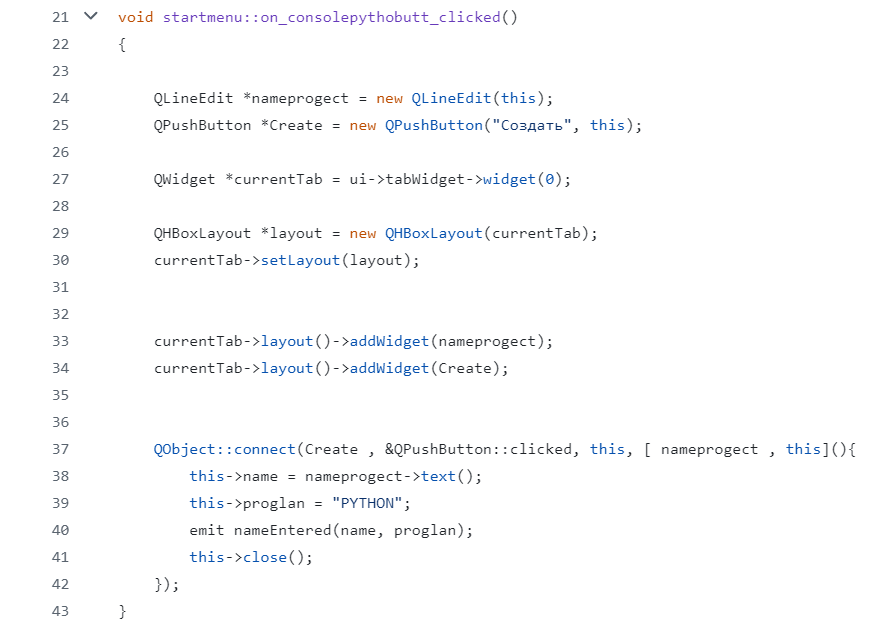 21 void startmenu::on_consolepythobutt_clicked()
22 {
23
24 QLineEdit *nameprogect = new QLineEdit(this);
25 QPushButton *Create = new QPushButton("Создать", this);
26
27 QWidget *currentTab = ui->tabWidget->widget(0);
28
29 QHBoxLayout *layout = new QHBoxLayout(currentTab);
30 currentTab->setLayout(layout);
31
32
33 currentTab->layout()->addWidget(nameprogect);
34 currentTab->layout()->addWidget(Create);
35
36
37 QObject::connect(Create , &QPushButton::clicked, this, [ nameprogect , this](){
38 this->name = nameprogect->text();
39 this->proglan = "PYTHON";
40 emit nameEntered(name, proglan);
41 this->close();
42 });
43 }